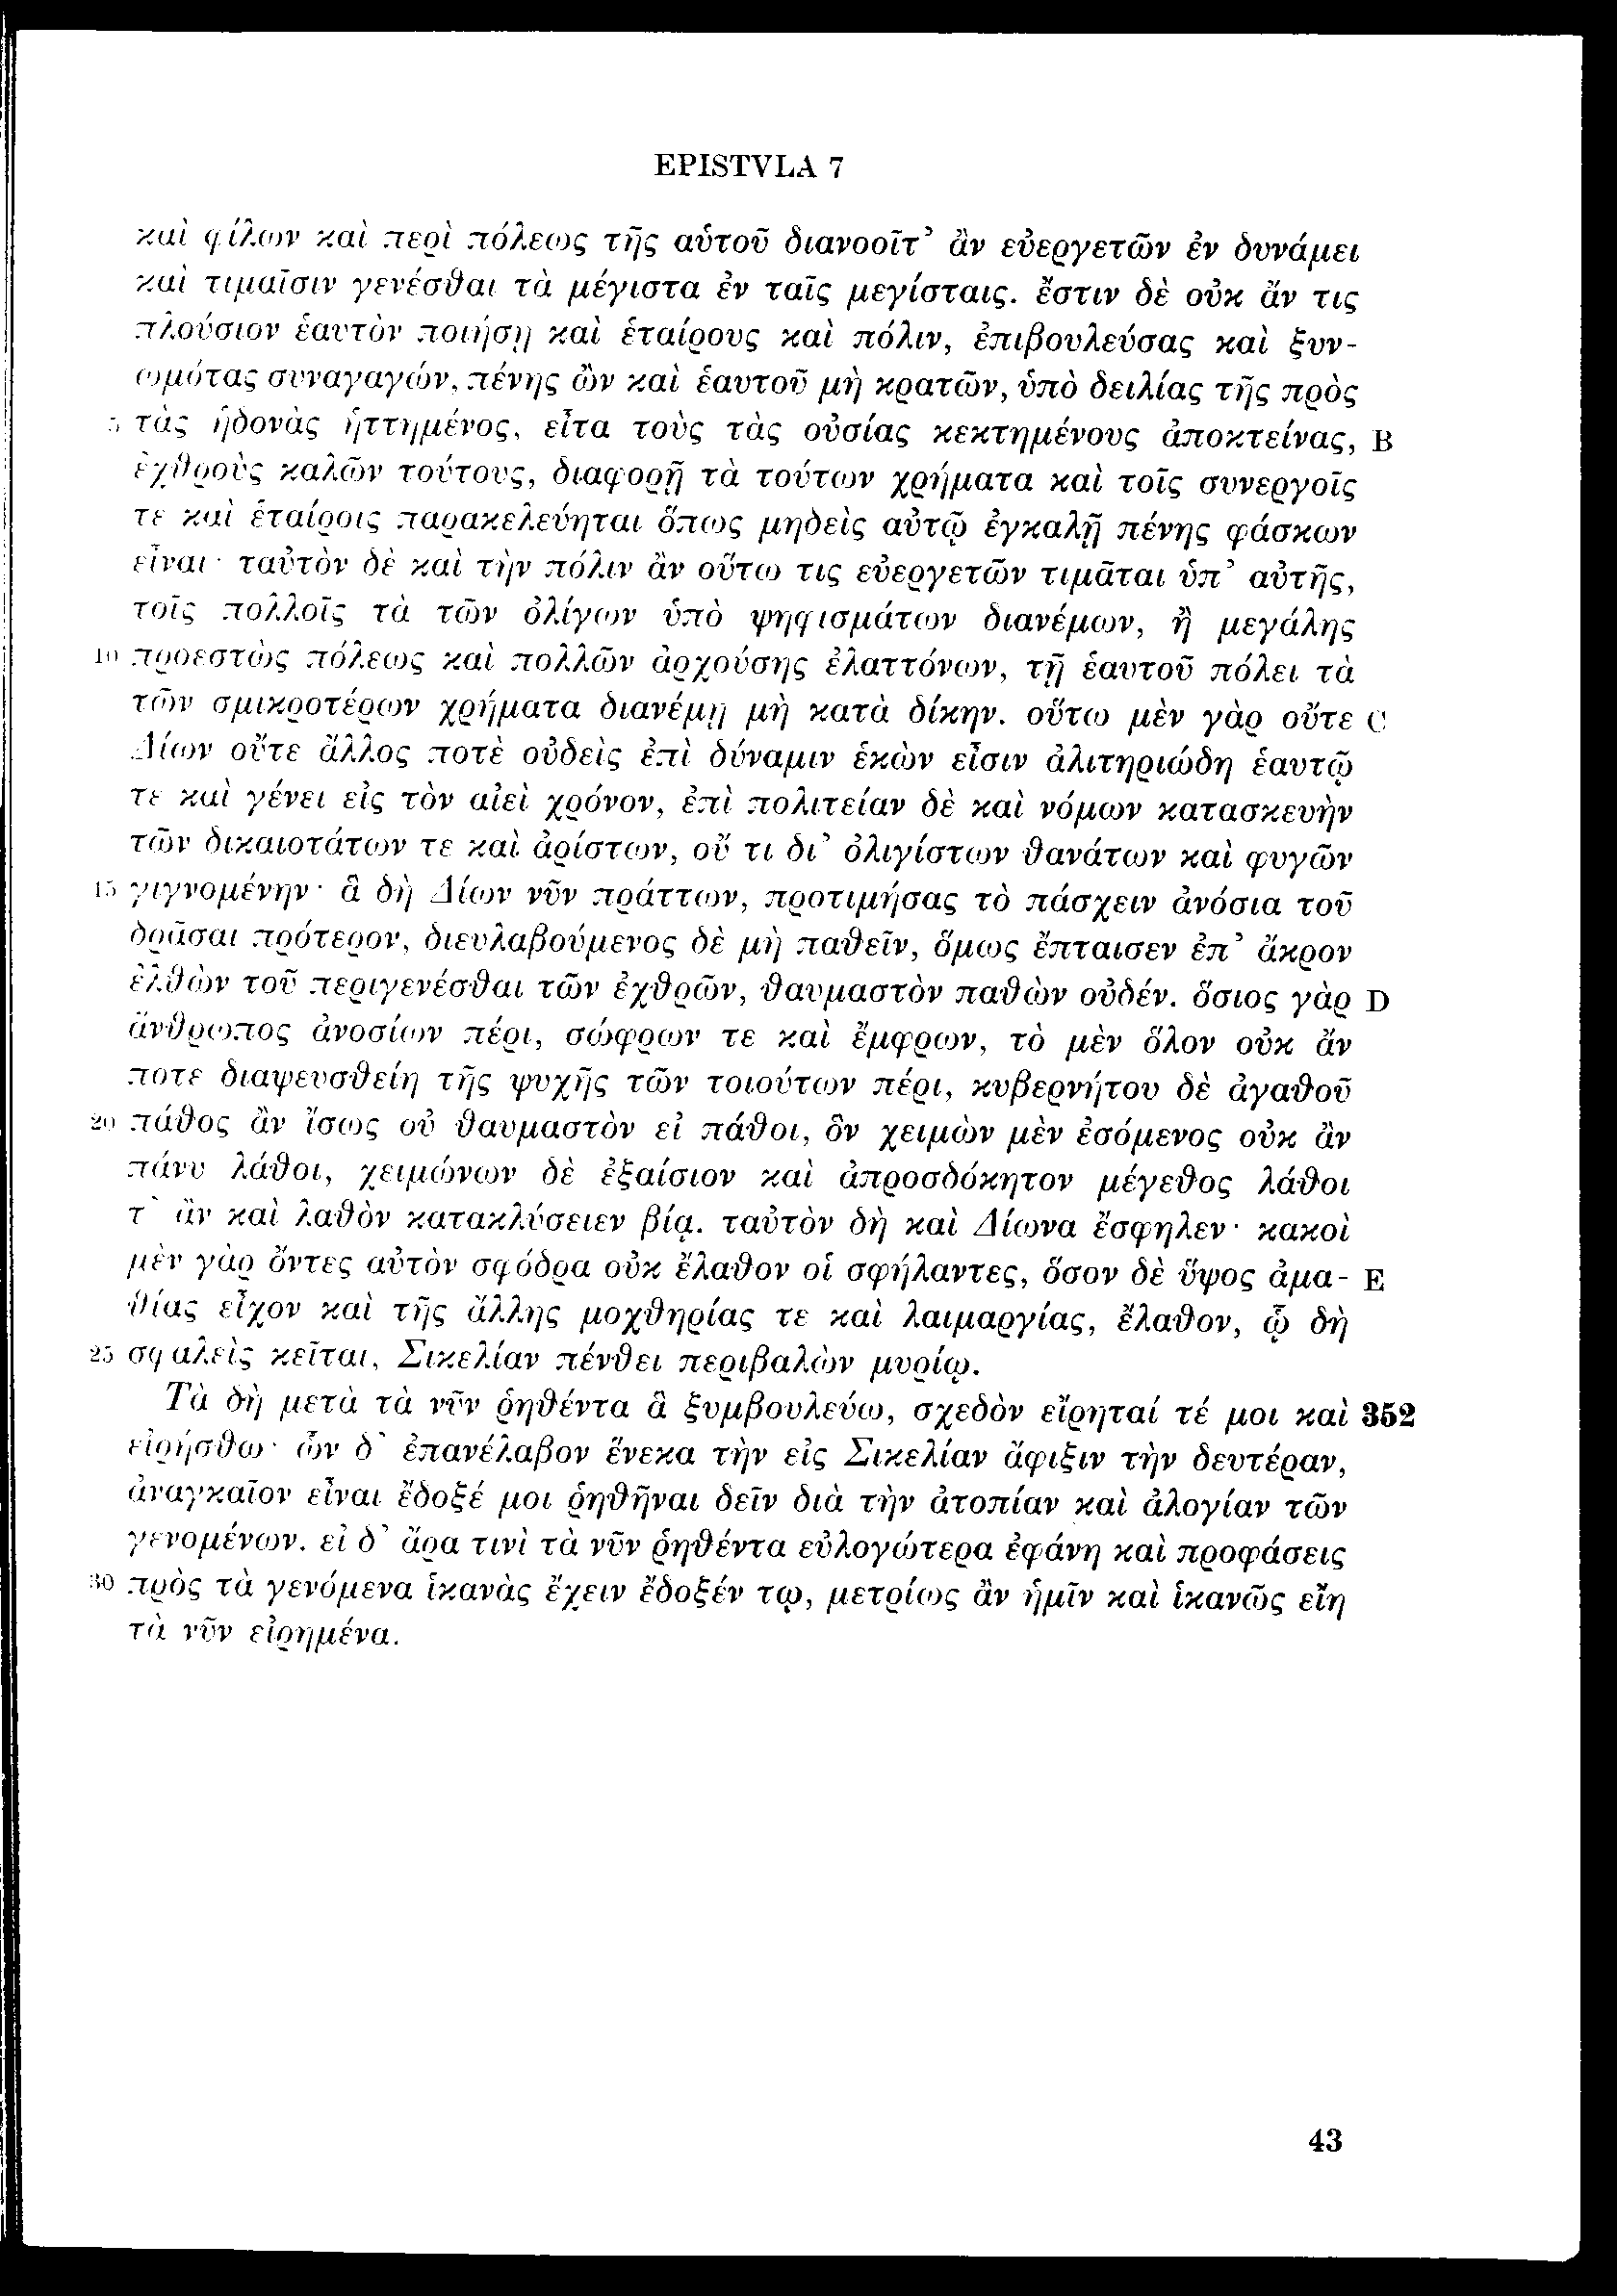 EPISTVLA 7
καὶ φίλων καὶ περὶ πόλεως τῆς αὑτοῦ διανοοῖτ’ ἂν εὐεργετῶν ἐν δυνάμει
καὶ τιμαῖσιν γενέσθαι τὰ μέγιστα ἐν ταῖς μεγίσταις. ἔστιν δὲ οὐκ ἄν τις
πλούσιον ἑαυτὸν ποιήσῃ καὶ ἑταίρους καὶ πόλιν, ἐπιβουλεύσας καὶ ξυν-
ωμότας συναγαγών, πένης ὢν καὶ ἑαυτοῦ μὴ κρατῶν, ὑπὸ δειλίας τῆς πρὸς
5 τὰς ἡδονὰς ἡττημένος, εἶτα τοὺς τὰς οὐσίας κεκτημένους ἀποκτείνας, B
ἐχθροὺς καλῶν τούτους, διαφορῇ τὰ τούτων χρήματα καὶ τοῖς συνεργοῖς
τε καὶ ἑταίροις παρακελεύηται ὅπως μηδεὶς αὐτῷ ἐγκαλῇ πένης φάσκων
εἶναι· ταὐτὸν δὲ καὶ τὴν πόλιν ἂν οὕτω τις εὐεργετῶν τιμᾶται ὑπ’ αὐτῆς,
τοῖς πολλοῖς τὰ τῶν ὀλίγων ὑπὸ ψηφισμάτων διανέμων, ἢ μεγάλης
10 προεστὼς πόλεως καὶ πολλῶν ἀρχούσης ἐλαττόνων, τῇ ἑαυτοῦ πόλει τὰ
τῶν σμικροτέρων χρήματα διανέμῃ μὴ κατὰ δίκην. οὕτω μὲν γὰρ οὔτε C
Δίων οὔτε ἄλλος ποτὲ οὐδεὶς ἐπὶ δύναμιν ἑκὼν εἶσιν ἀλιτηριώδη ἑαυτῷ
τε καὶ γένει εἰς τὸν αἰεὶ χρόνον, ἐπὶ πολιτείαν δὲ καὶ νόμων κατασκευὴν
τῶν δικαιοτάτων τε καὶ ἀρίστων, οὔ τι δι’ ὀλιγίστων θανάτων καὶ φυγῶν
15 γιγνομένην· ἃ δὴ Δίων νῦν πράττων, προτιμήσας τὸ πάσχειν ἀνόσια τοῦ
δρᾶσαι πρότερον, διευλαβούμενος δὲ μὴ παθεῖν, ὅμως ἔπταισεν ἐπ’ ἄκρον
ἐλθὼν τοῦ περιγενέσθαι τῶν ἐχθρῶν, θαυμαστὸν παθὼν οὐδέν. ὅσιος γὰρ D
ἄνθρωπος ἀνοσίων πέρι, σώφρων τε καὶ ἔμφρων, τὸ μὲν ὅλον οὐκ ἄν
ποτε διαψευσθείη τῆς ψυχῆς τῶν τοιούτων πέρι, κυβερνήτου δὲ ἀγαθοῦ
20 πάθος ἂν ἴσως οὐ θαυμαστὸν εἰ πάθοι, ὃν χειμὼν μὲν ἐσόμενος οὐκ ἂν
πάνυ λάθοι, χειμώνων δὲ ἐξαίσιον καὶ ἀπροσδόκητον μέγεθος λάθοι
τ’ ἂν καὶ λαθὸν κατακλύσειεν βίᾳ. ταὐτὸν δὴ καὶ Δίωνα ἔσφηλεν· κακοὶ
μὲν γὰρ ὄντες αὐτὸν σφόδρα οὐκ ἔλαθον οἱ σφήλαντες, ὅσον δὲ ὕψος ἀμα- E
θίας εἶχον καὶ τῆς ἄλλης μοχθηρίας τε καὶ λαιμαργίας, ἔλαθον, ᾧ δὴ
25 σφαλεὶς κεῖται, Σικελίαν πένθει περιβαλὼν μυρίῳ.
Τὰ δὴ μετὰ τὰ νῦν ῥηθέντα ἃ ξυμβουλεύω, σχεδὸν εἴρηταί τέ μοι καὶ 352
εἰρήσθω· ὧν δ’ ἐπανέλαβον ἕνεκα τὴν εἰς Σικελίαν ἄφιξιν τὴν δευτέραν,
ἀναγκαῖον εἶναι ἔδοξέ μοι ῥηθῆναι δεῖν διὰ τὴν ἀτοπίαν καὶ ἀλογίαν τῶν
γενομένων. εἰ δ’ ἄρα τινὶ τὰ νῦν ῥηθέντα εὐλογώτερα ἐφάνη καὶ προφάσεις
30 πρὸς τὰ γενόμενα ἱκανὰς ἔχειν ἔδοξέν τῳ, μετρίως ἂν ἡμῖν καὶ ἱκανῶς εἴη
τὰ νῦν εἰρημένα.
43